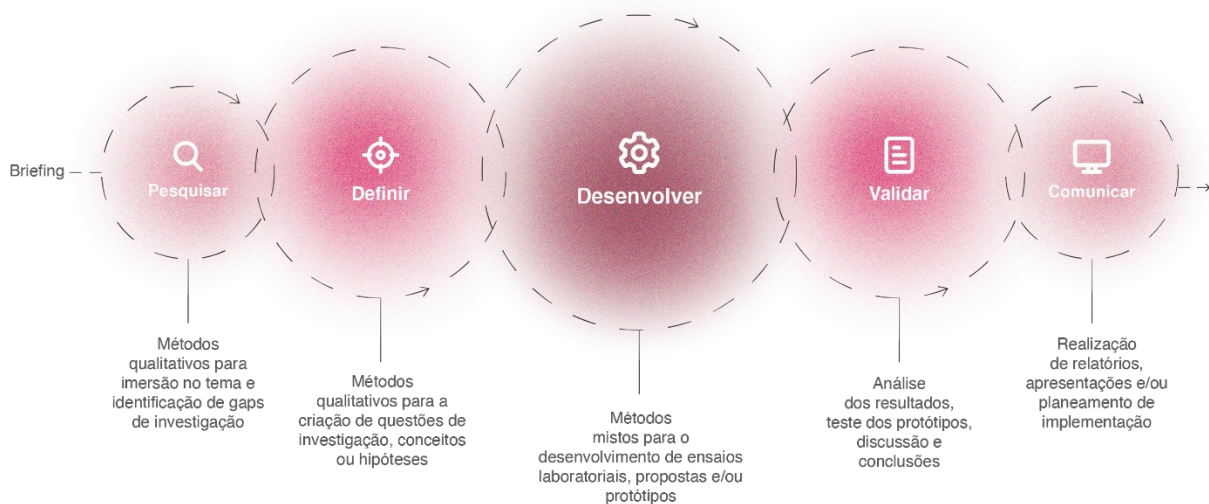 Briefing
Pesquisar
Definir
Desenvolver
Validar
Comunicar
Métodos
qualitativos para
imersão no tema e
identificação de gaps
de investigação
Métodos
qualitativos para a
criação de questões de
investigação, conceitos
ou hipóteses
Métodos
mistos para o
desenvolvimento de ensaios
laboratoriais, propostas e/ou
protótipos
Análise
dos resultados,
teste dos protótipos,
discussão e
conclusões
Realização
de relatórios,
apresentações e/ou
planeamento de
implementação